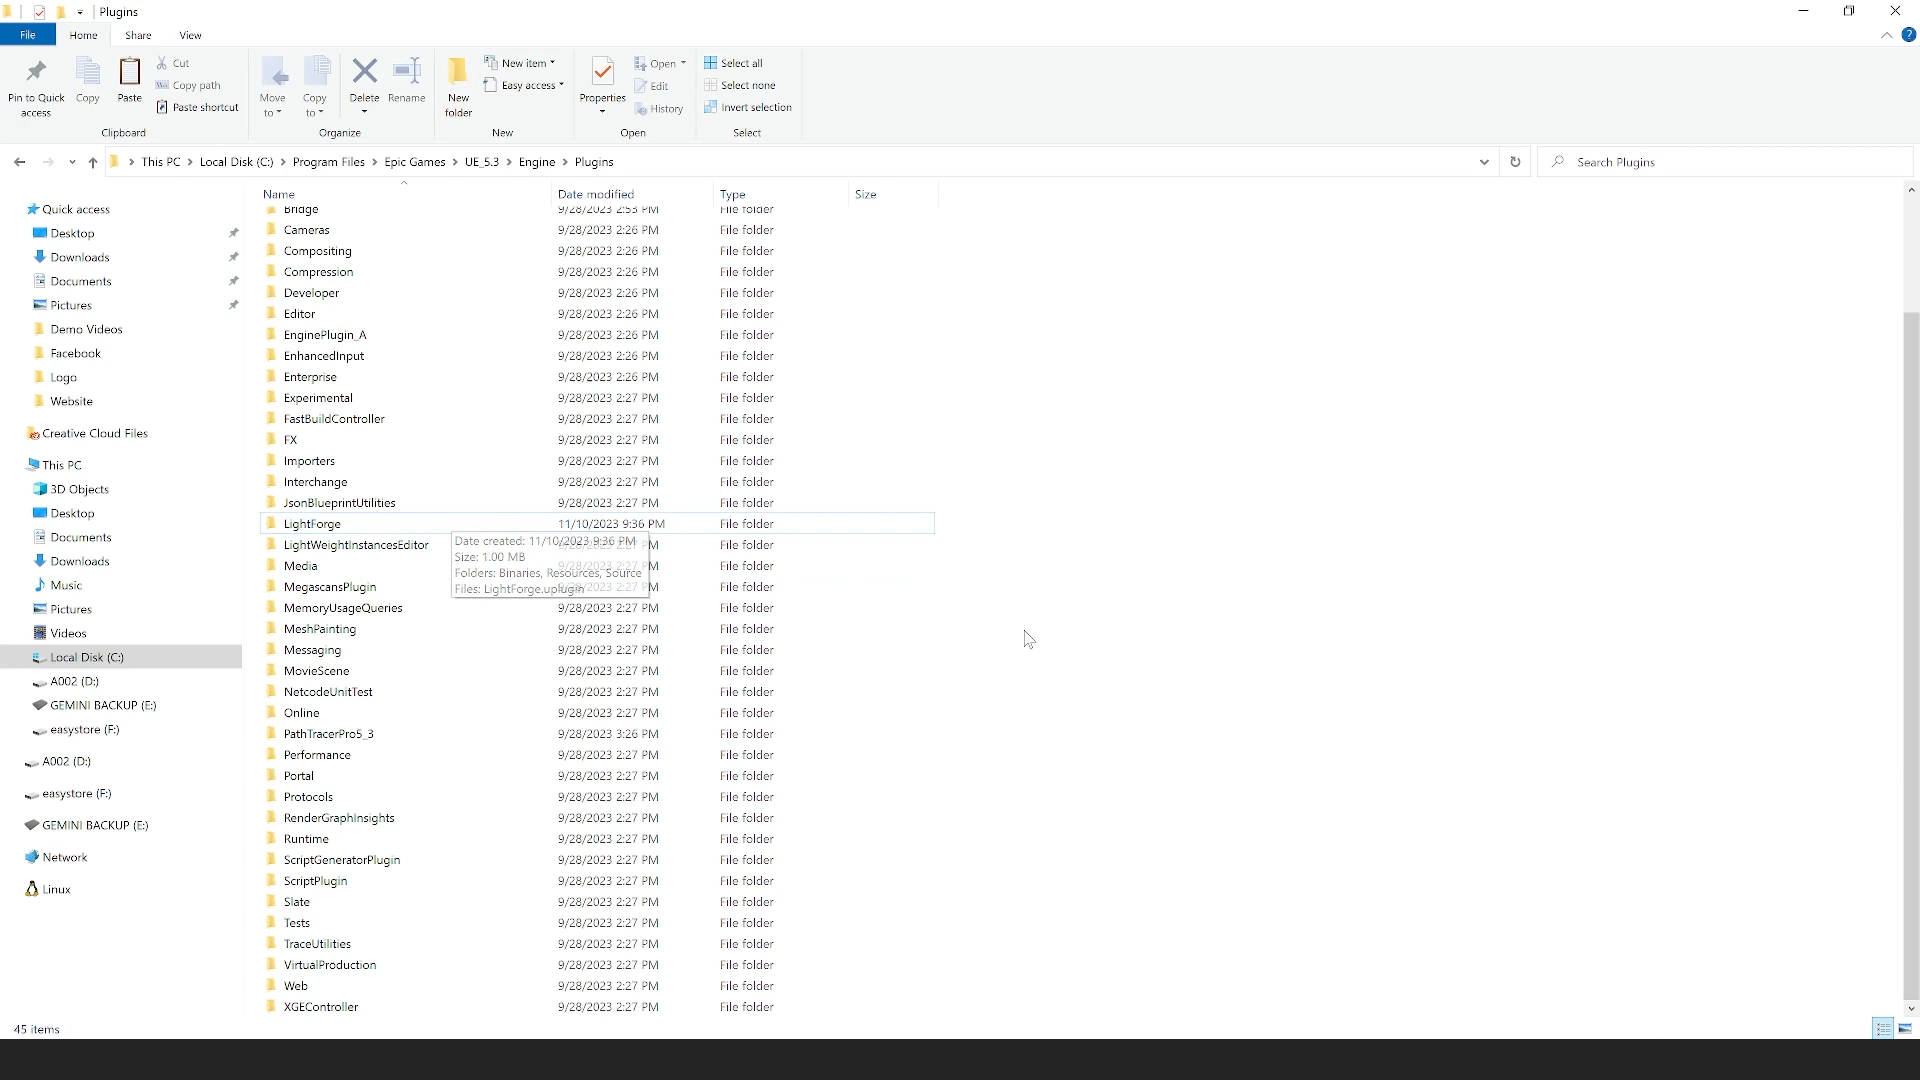 Plugins
File Home Share View
Pin to Quick access
Copy
Paste
Cut
Copy path
Paste shortcut
Clipboard
Move to
Copy to
Delete
Rename
Organize
New folder
New item
Easy access
New
Properties
Open
Edit
History
Open
Select all
Select none
Invert selection
Select
This PC Local Disk (C:) Program Files Epic Games UE_5.3 Engine Plugins
Search Plugins
Quick access
Desktop
Downloads
Documents
Pictures
Demo Videos
Facebook
Logo
Website
Creative Cloud Files
This PC
3D Objects
Desktop
Documents
Downloads
Music
Pictures
Videos
Local Disk (C:)
A002 (D:)
GEMINI BACKUP (E:)
easystore (F:)
A002 (D:)
easystore (F:)
GEMINI BACKUP (E:)
Network
Linux
Name Date modified Type Size
Bridge 9/28/2023 2:53 PM File folder
Cameras 9/28/2023 2:26 PM File folder
Compositing 9/28/2023 2:26 PM File folder
Compression 9/28/2023 2:26 PM File folder
Developer 9/28/2023 2:26 PM File folder
Editor 9/28/2023 2:26 PM File folder
EnginePlugin_A 9/28/2023 2:26 PM File folder
EnhancedInput 9/28/2023 2:26 PM File folder
Enterprise 9/28/2023 2:26 PM File folder
Experimental 9/28/2023 2:27 PM File folder
FastBuildController 9/28/2023 2:27 PM File folder
FX 9/28/2023 2:27 PM File folder
Importers 9/28/2023 2:27 PM File folder
Interchange 9/28/2023 2:27 PM File folder
JsonBlueprintUtilities 9/28/2023 2:27 PM File folder
LightForge 11/10/2023 9:36 PM File folder
LightWeightInstancesEditor File folder
Media File folder
MegascansPlugin File folder
Date created: 11/10/2023 9:36 PM
Size: 1.00 MB
Folders: Binaries, Resources, Source
Files: LightForge.uplugin
MemoryUsageQueries 9/28/2023 2:27 PM File folder
MeshPainting 9/28/2023 2:27 PM File folder
Messaging 9/28/2023 2:27 PM File folder
MovieScene 9/28/2023 2:27 PM File folder
NetcodeUnitTest 9/28/2023 2:27 PM File folder
Online 9/28/2023 2:27 PM File folder
PathTracerPro5_3 9/28/2023 3:26 PM File folder
Performance 9/28/2023 2:27 PM File folder
Portal 9/28/2023 2:27 PM File folder
Protocols 9/28/2023 2:27 PM File folder
RenderGraphInsights 9/28/2023 2:27 PM File folder
Runtime 9/28/2023 2:27 PM File folder
ScriptGeneratorPlugin 9/28/2023 2:27 PM File folder
ScriptPlugin 9/28/2023 2:27 PM File folder
Slate 9/28/2023 2:27 PM File folder
Tests 9/28/2023 2:27 PM File folder
TraceUtilities 9/28/2023 2:27 PM File folder
VirtualProduction 9/28/2023 2:27 PM File folder
Web 9/28/2023 2:27 PM File folder
XGEController 9/28/2023 2:27 PM File folder
45 items